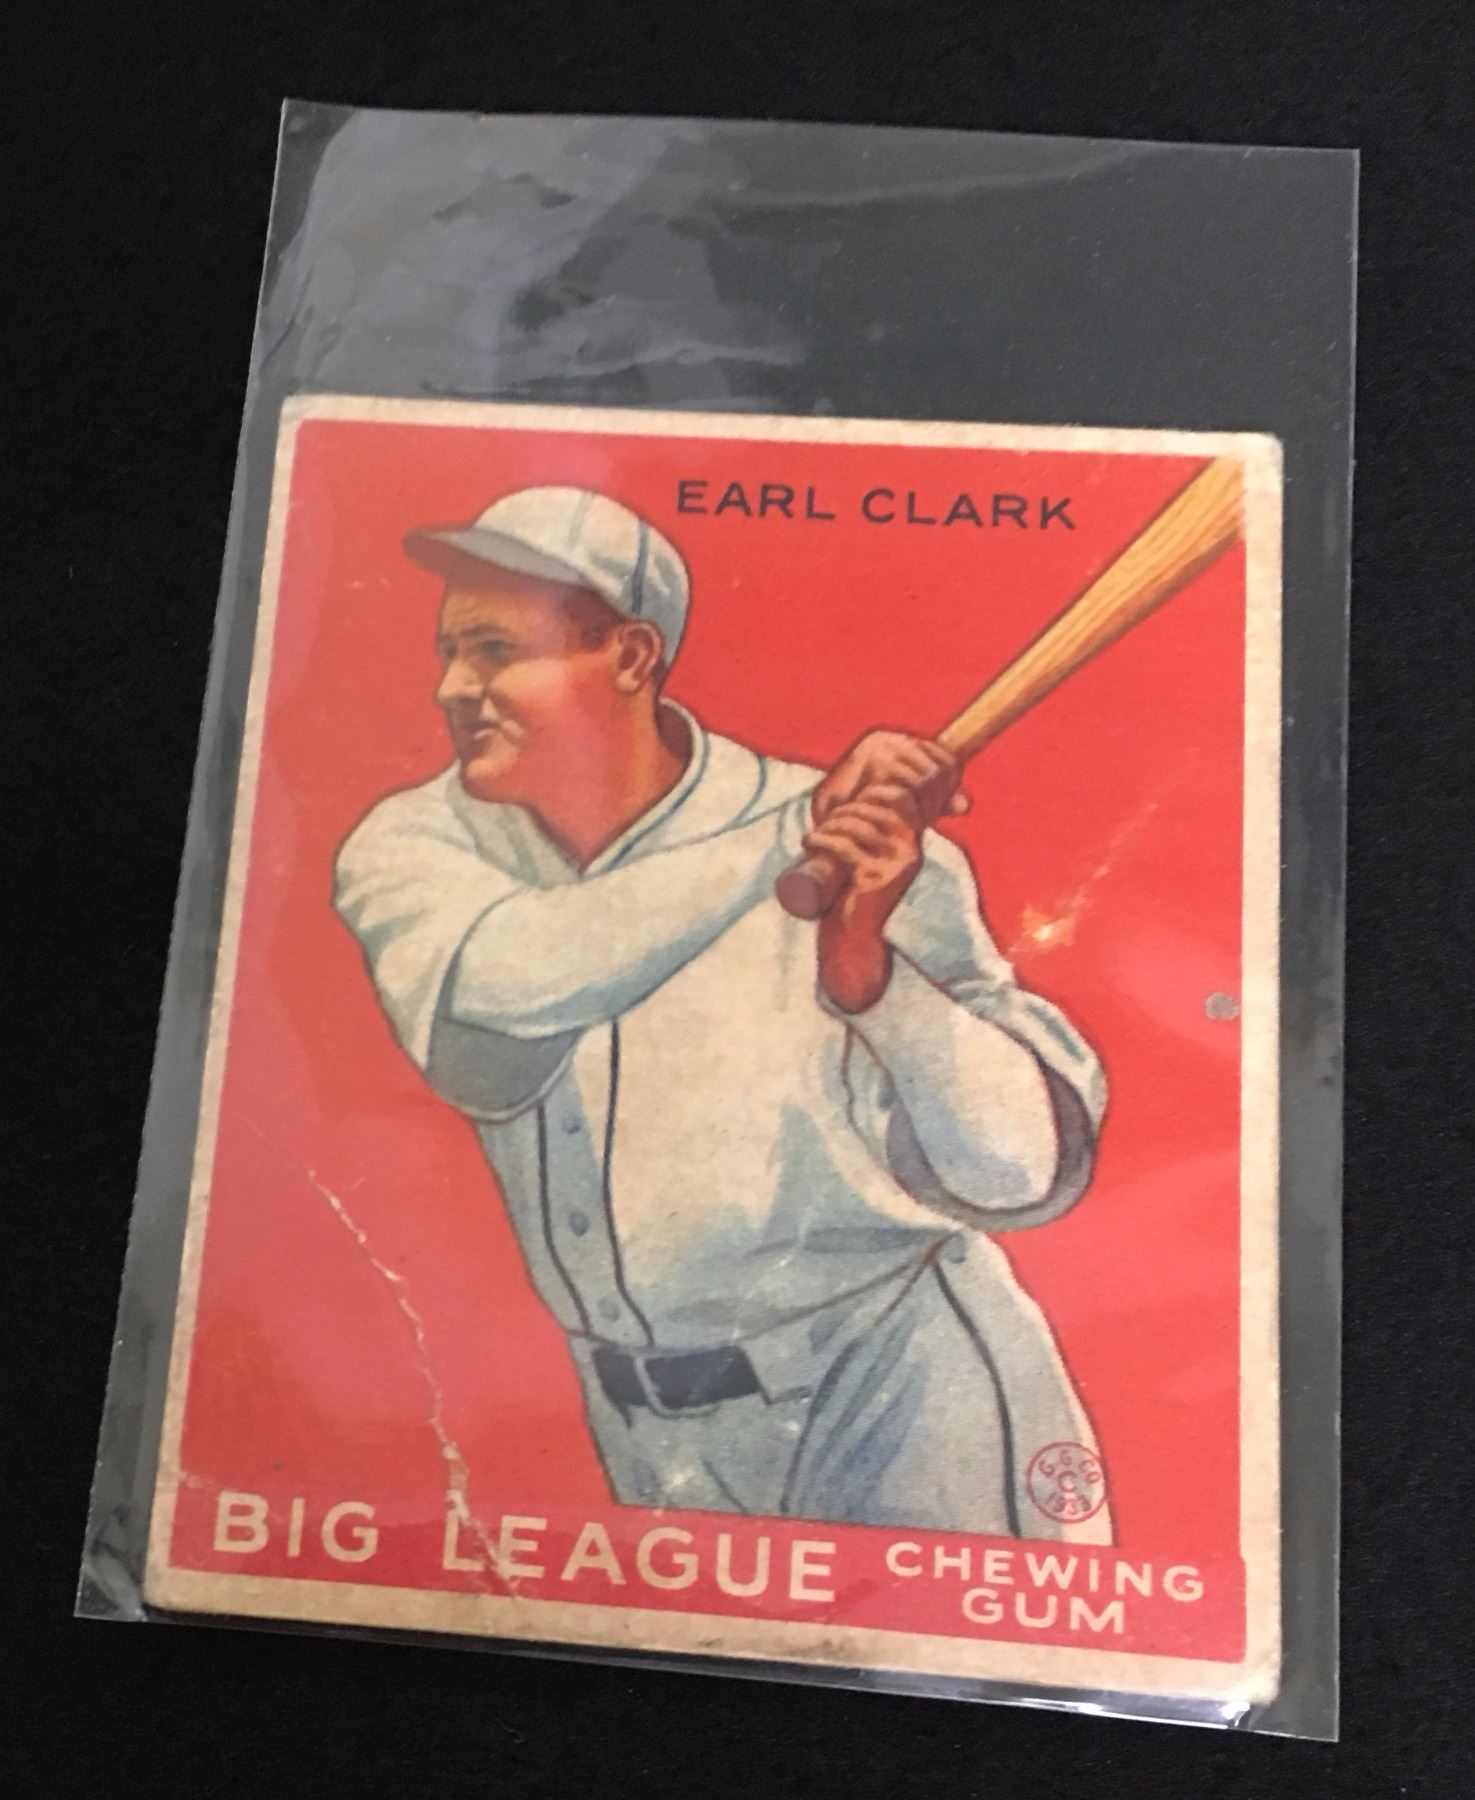 EARL CLARK
G. G. CO.
C
1933
BIG LEAGUE CHEWING
GUM